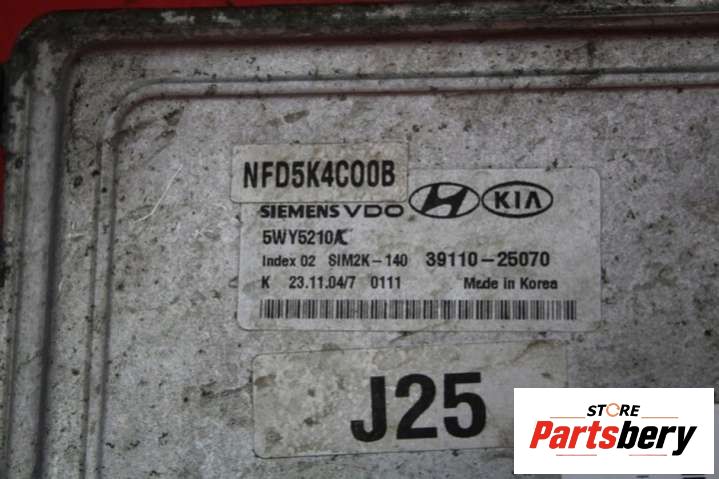 NFD5K4C00B
SIEMENS VDO KIA
5WY5210A
Index 02 SIM2K-140 39110-25070
K 23.11.04/7 0111 Made in Korea
J25
STORE
Partsbery